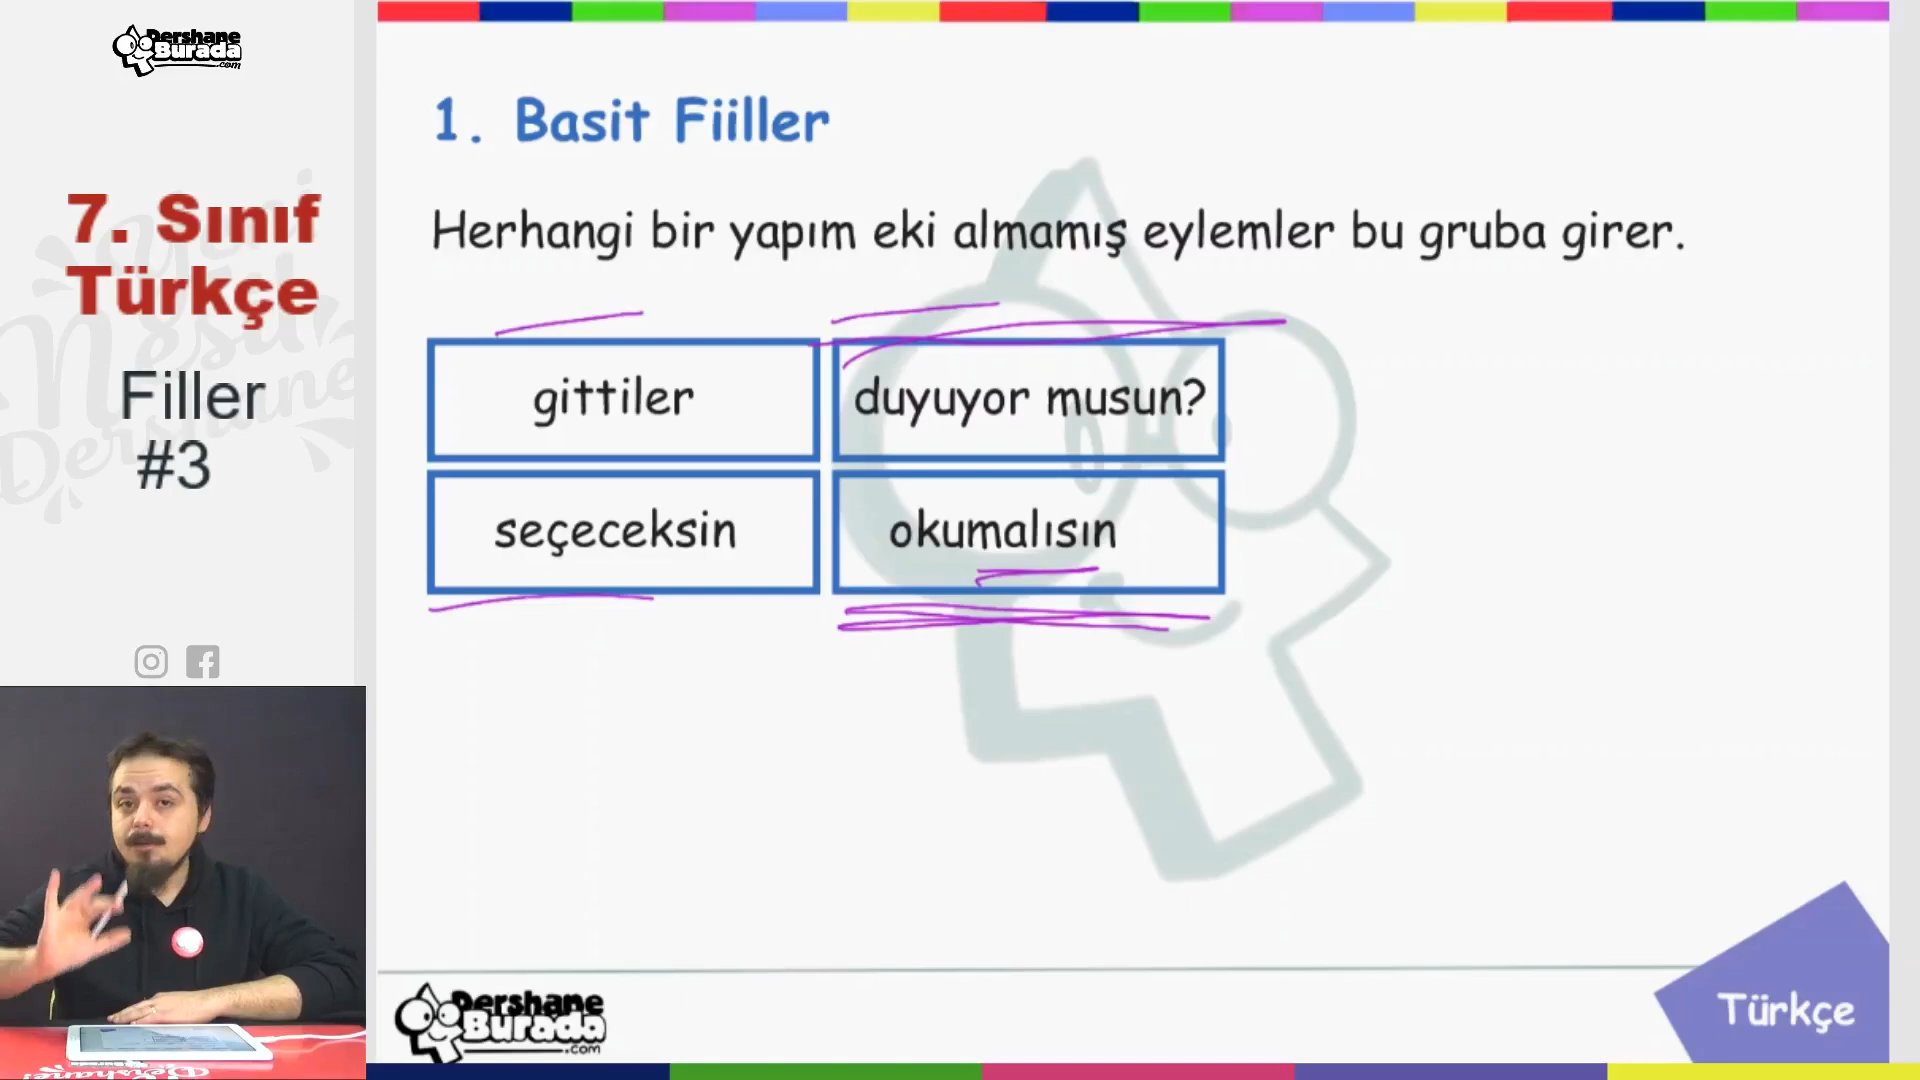 Dershane
Burada
.com
7. Sınıf
Türkçe
Filler
#3
1. Basit Fiiller
Herhangi bir yapım eki almamış eylemler bu gruba girer.
gittiler
duyuyor musun?
seçeceksin
okumalısın
Dershane
Burada
.com
Türkçe